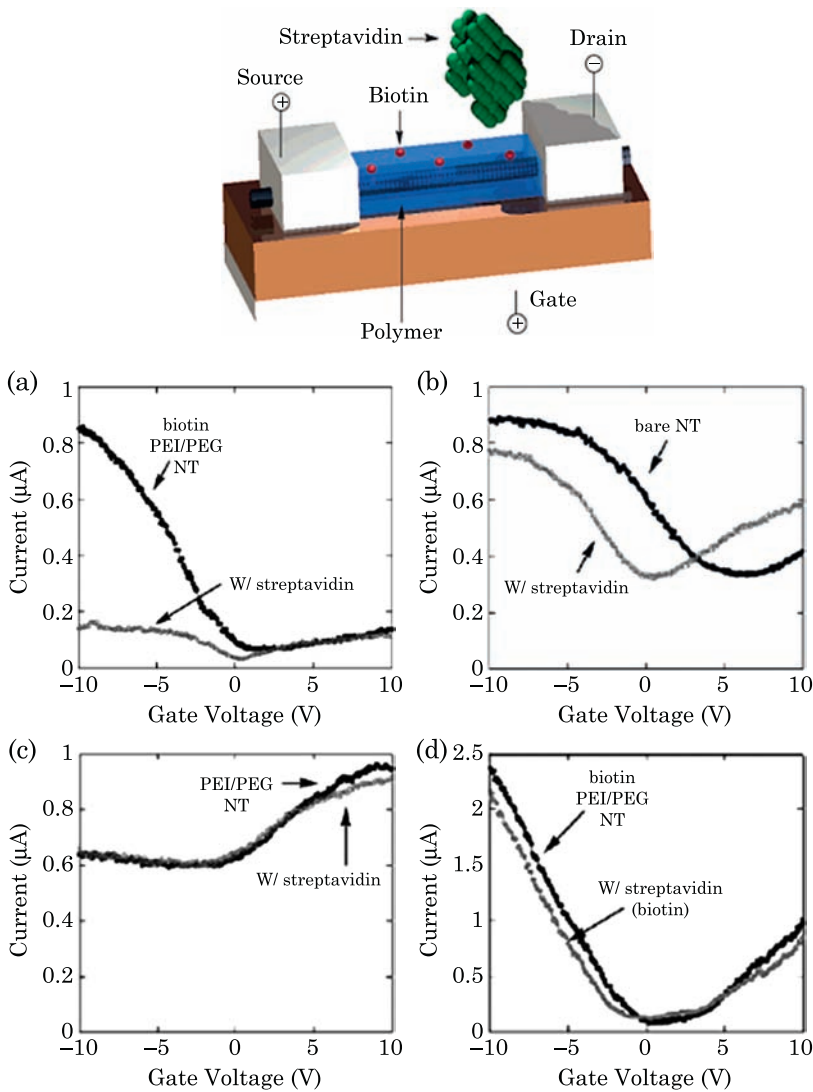 Streptavidin
Drain
−
Source
+
Biotin
Gate
+
Polymer
(a)
1
0.8
0.6
0.4
0.2
0
Current (µA)
biotin
PEI/PEG
NT
W/ streptavidin
−10 −5 0 5 10
Gate Voltage (V)
(b)
1
0.8
0.6
0.4
0.2
0
Current (µA)
bare NT
W/ streptavidin
−10 −5 0 5 10
Gate Voltage (V)
(c)
1
0.8
0.6
0.4
0.2
0
Current (µA)
PEI/PEG
NT
W/ streptavidin
−10 −5 0 5 10
Gate Voltage (V)
(d)
2.5
2
1.5
1
0.5
0
Current (µA)
biotin
PEI/PEG
NT
W/ streptavidin
(biotin)
−10 −5 0 5 10
Gate Voltage (V)